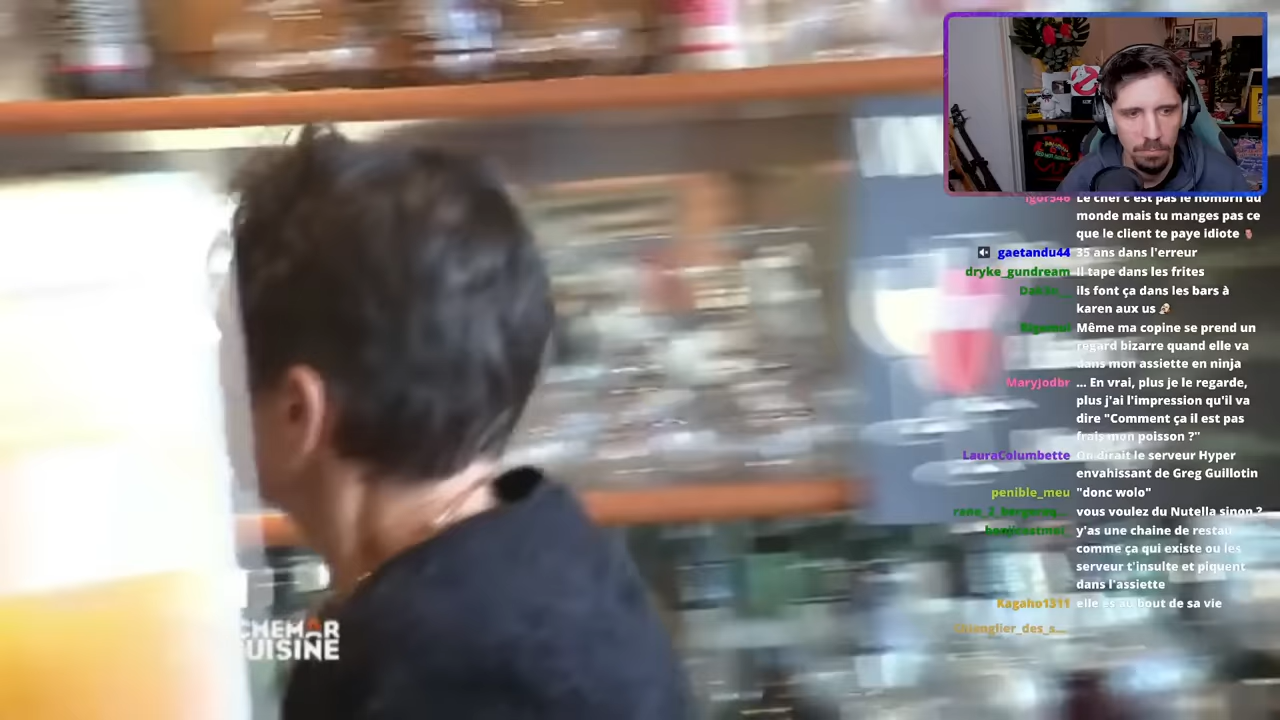 igor546 Le chef c'est pas le nombril du
monde mais tu manges pas ce
que le client te paye idiote
gaetandu44 35 ans dans l'erreur
dryke_gundream Il tape dans les frites
ils font ça dans les bars à
karen aux us
Même ma copine se prend un
regard bizarre quand elle va
dans mon assiette en ninja
Maryjodbr ... En vrai, plus je le regarde,
plus j'ai l'impression qu'il va
dire "Comment ça il est pas
frais mon poisson ?"
LauraColumbette On dirait le serveur Hyper
envahissant de Greg Guillotin
penible_meu "donc wolo"
vous voulez du Nutella sinon ?
y'as une chaine de restau
comme ça qui existe ou les
serveur t'insulte et piquent
dans l'assiette
Kagaho1311 elle es au bout de sa vie
CHEMAR
CUISINE